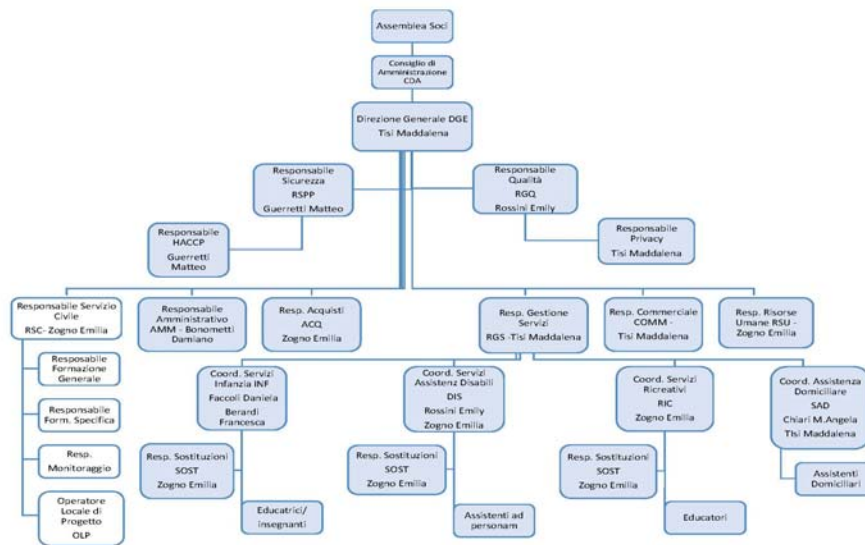 Assemblea Soci
Consiglio di
Amministrazione
CDA
Direzione Generale DGE
Tisi Maddalena
Responsabile
Sicurezza
RSPP
Guerretti Matteo
Responsabile
Qualità
RGQ
Rossini Emily
Responsabile
HACCP
Guerretti
Matteo
Responsabile
Privacy
Tisi Maddalena
Responsabile Servizio
Civile
RSC- Zogno Emilia
Responsabile
Amministrativo
AMM - Bonometti
Damiano
Resp. Acquisti
ACQ
Zogno Emilia
Resp. Gestione
Servizi
RGS -Tisi Maddalena
Resp. Commerciale
COMM -
Tisi Maddalena
Resp. Risorse
Umane RSU -
Zogno Emilia
Resposabile
Formazione
Generale
Responsabile
Form. Specifica
Resp.
Monitoraggio
Operatore
Locale di
Progetto
OLP
Coord. Servizi
Infanzia INF
Faccoli Daniela
Berardi
Francesca
Resp. Sostituzioni
SOST
Zogno Emilia
Educatrici/
insegnanti
Coord. Servizi
Assistenz Disabili
DIS
Rossini Emily
Zogno Emilia
Resp. Sostituzioni
SOST
Zogno Emilia
Assistenti ad
personam
Coord. Servizi
Ricreativi
RIC
Zogno Emilia
Resp. Sostituzioni
SOST
Zogno Emilia
Educatori
Coord. Assistenza
Domiciliare
SAD
Chiari M.Angela
Tisi Maddalena
Assistenti
Domiciliari